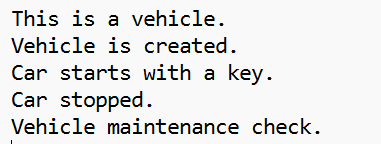 This is a vehicle.
Vehicle is created.
Car starts with a key.
Car stopped.
Vehicle maintenance check.